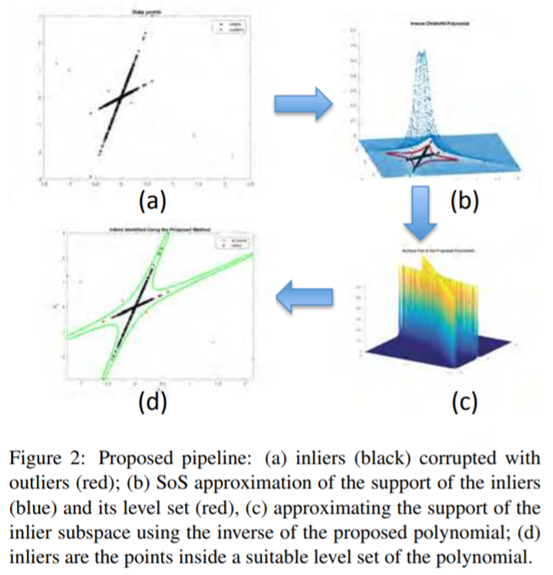 Data points
(a)
Inverse Christoffel Polynomial
(b)
Inliers Identified Using the Proposed Method
(d)
Surface Plot of the Proposed Polynomial
(c)
Figure 2: Proposed pipeline: (a) inliers (black) corrupted with
outliers (red); (b) SoS approximation of the support of the inliers
(blue) and its level set (red), (c) approximating the support of the
inlier subspace using the inverse of the proposed polynomial; (d)
inliers are the points inside a suitable level set of the polynomial.